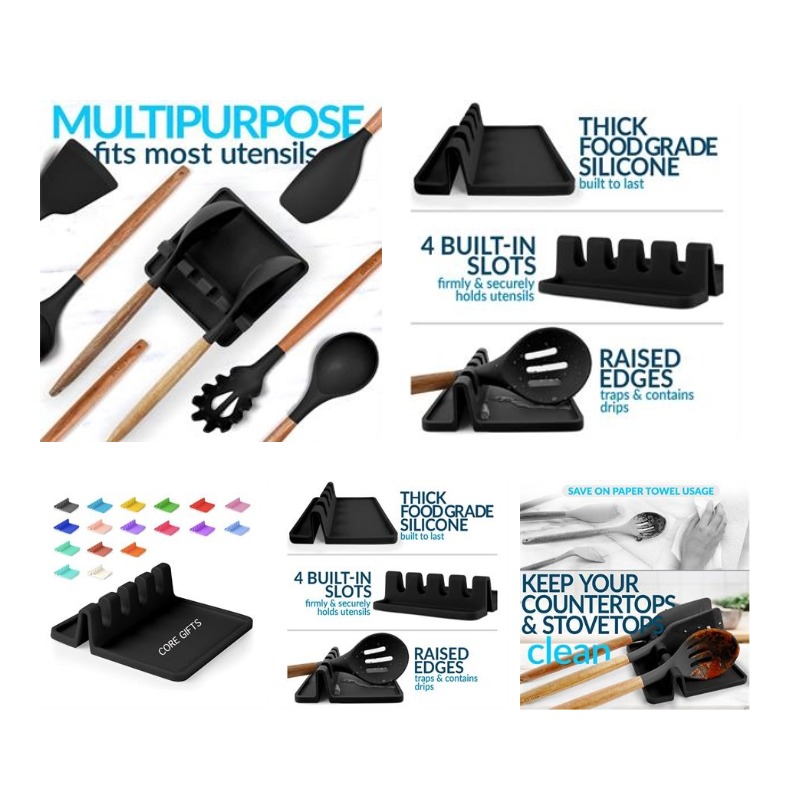 MULTIPURPOSE
fits most utensils
THICK
FOOD GRADE
SILICONE
built to last
4 BUILT-IN
SLOTS
firmly & securely
holds utensils
RAISED
EDGES
traps & contains
drips
CORE GIFTS
THICK
FOOD GRADE
SILICONE
built to last
4 BUILT-IN
SLOTS
firmly & securely
holds utensils
RAISED
EDGES
traps & contains
drips
SAVE ON PAPER TOWEL USAGE
KEEP YOUR
COUNTERTOPS
& STOVETOPS
clean